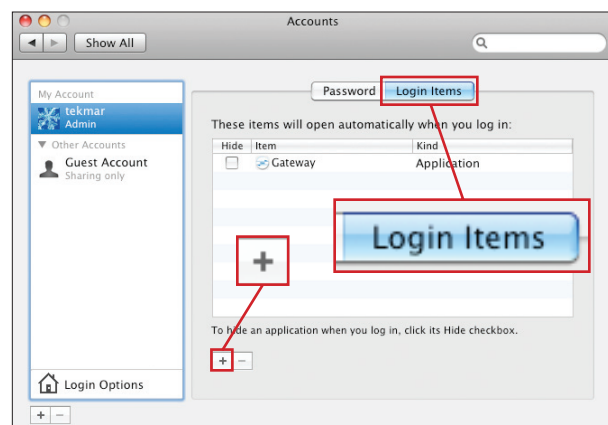 Accounts
Show All
My Account
tekmar
Admin
Other Accounts
Guest Account
Sharing only
Login Options
+ −
Password Login Items
These items will open automatically when you log in:
Hide Item Kind
Gateway Application
Login Items
+
To hide an application when you log in, click its Hide checkbox.
+ −